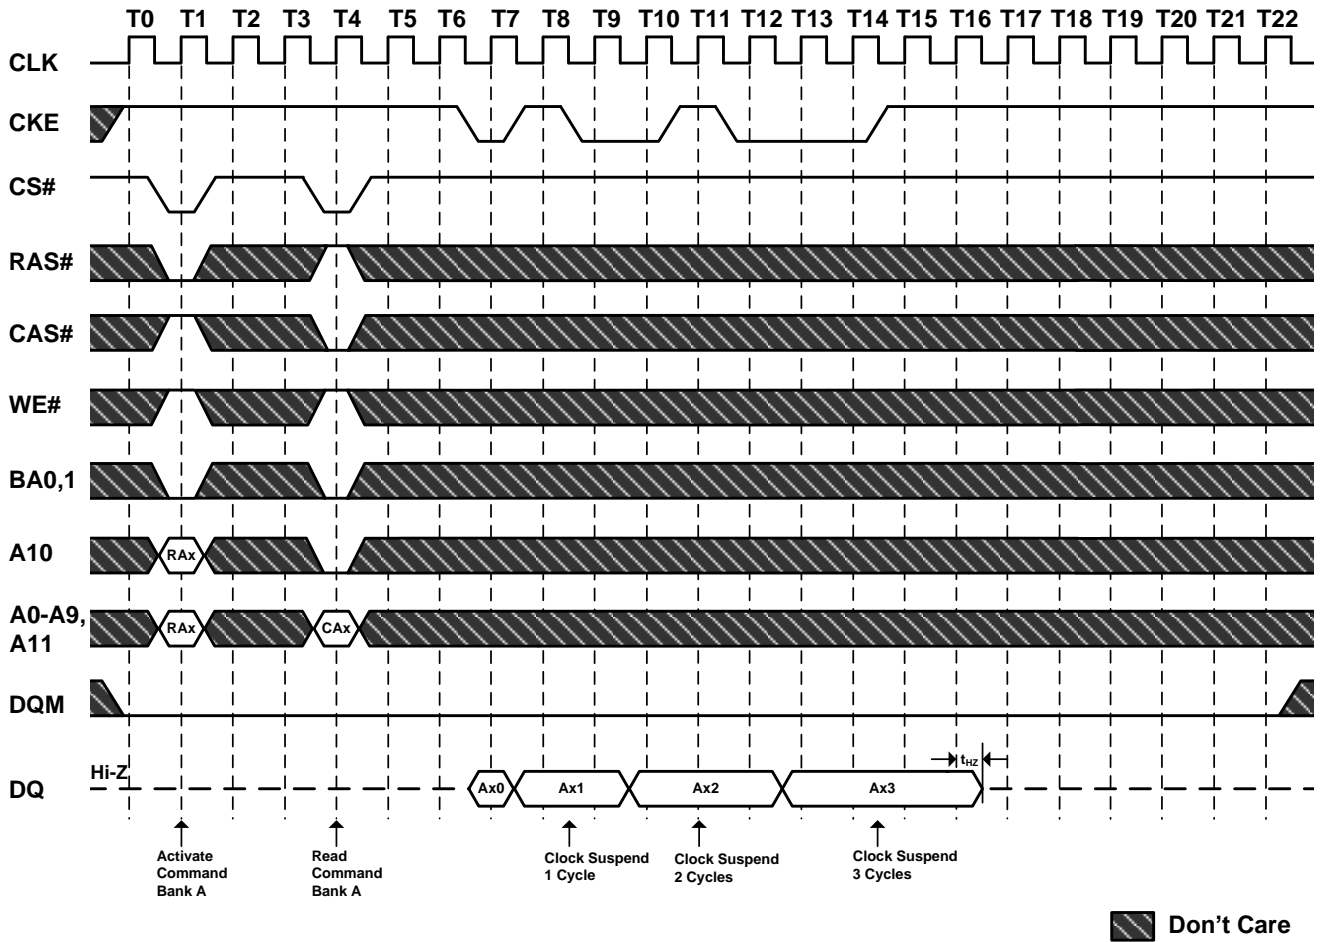 T0 T1 T2 T3 T4 T5 T6 T7 T8 T9 T10 T11 T12 T13 T14 T15 T16 T17 T18 T19 T20 T21 T22
CLK
CKE
CS#
RAS#
CAS#
WE#
BA0,1
A10
RAx
A0-A9,
A11
RAx
CAx
DQM
DQ
Hi-Z
Ax0
Ax1
Ax2
Ax3
tHZ
Activate
Command
Bank A
Read
Command
Bank A
Clock Suspend
1 Cycle
Clock Suspend
2 Cycles
Clock Suspend
3 Cycles
Don't Care